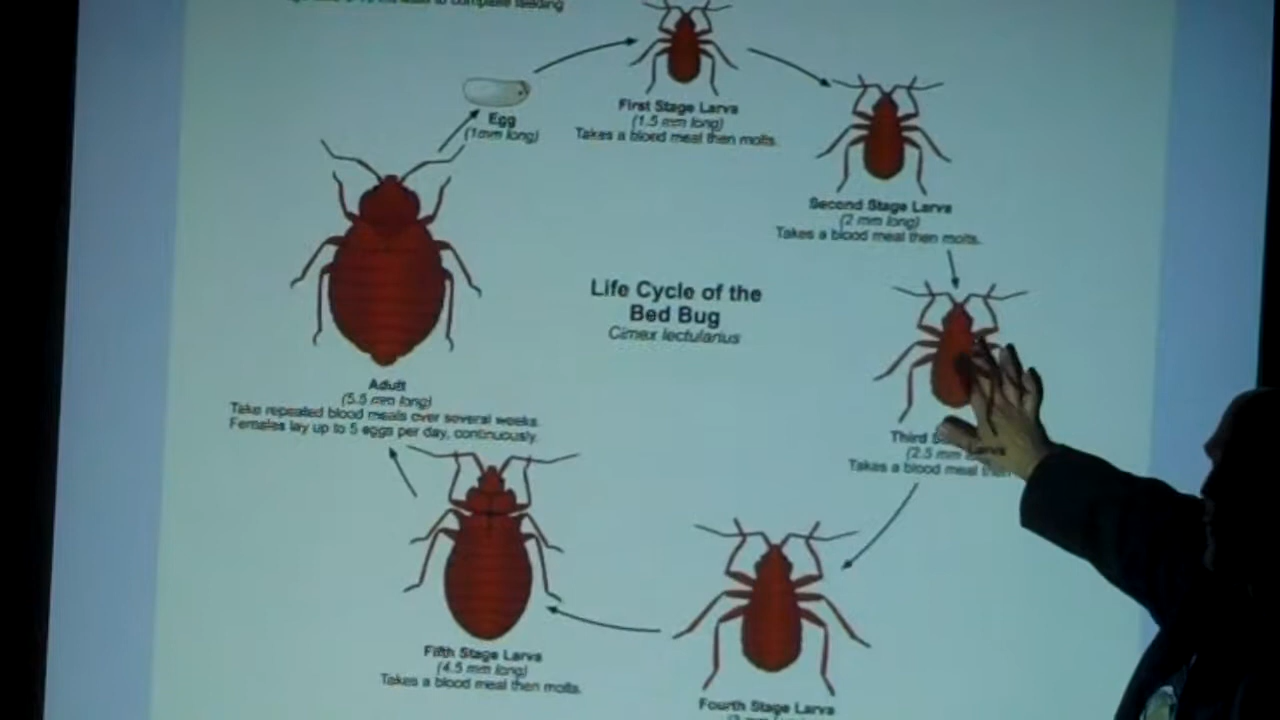 to complete feeding
Egg
(1mm long)
First Stage Larva
(1.5 mm long)
Takes a blood meal then molts.
Second Stage Larva
(2 mm long)
Takes a blood meal then molts.
Life Cycle of the
Bed Bug
Cimex lectularius
Adult
(5.5 mm long)
Take repeated blood meals over several weeks.
Females lay up to 5 eggs per day, continuously.
Third Larva
(2.5 mm
Takes a blood meal
Fifth Stage Larva
(4.5 mm long)
Takes a blood meal then molts.
Fourth Stage Larva